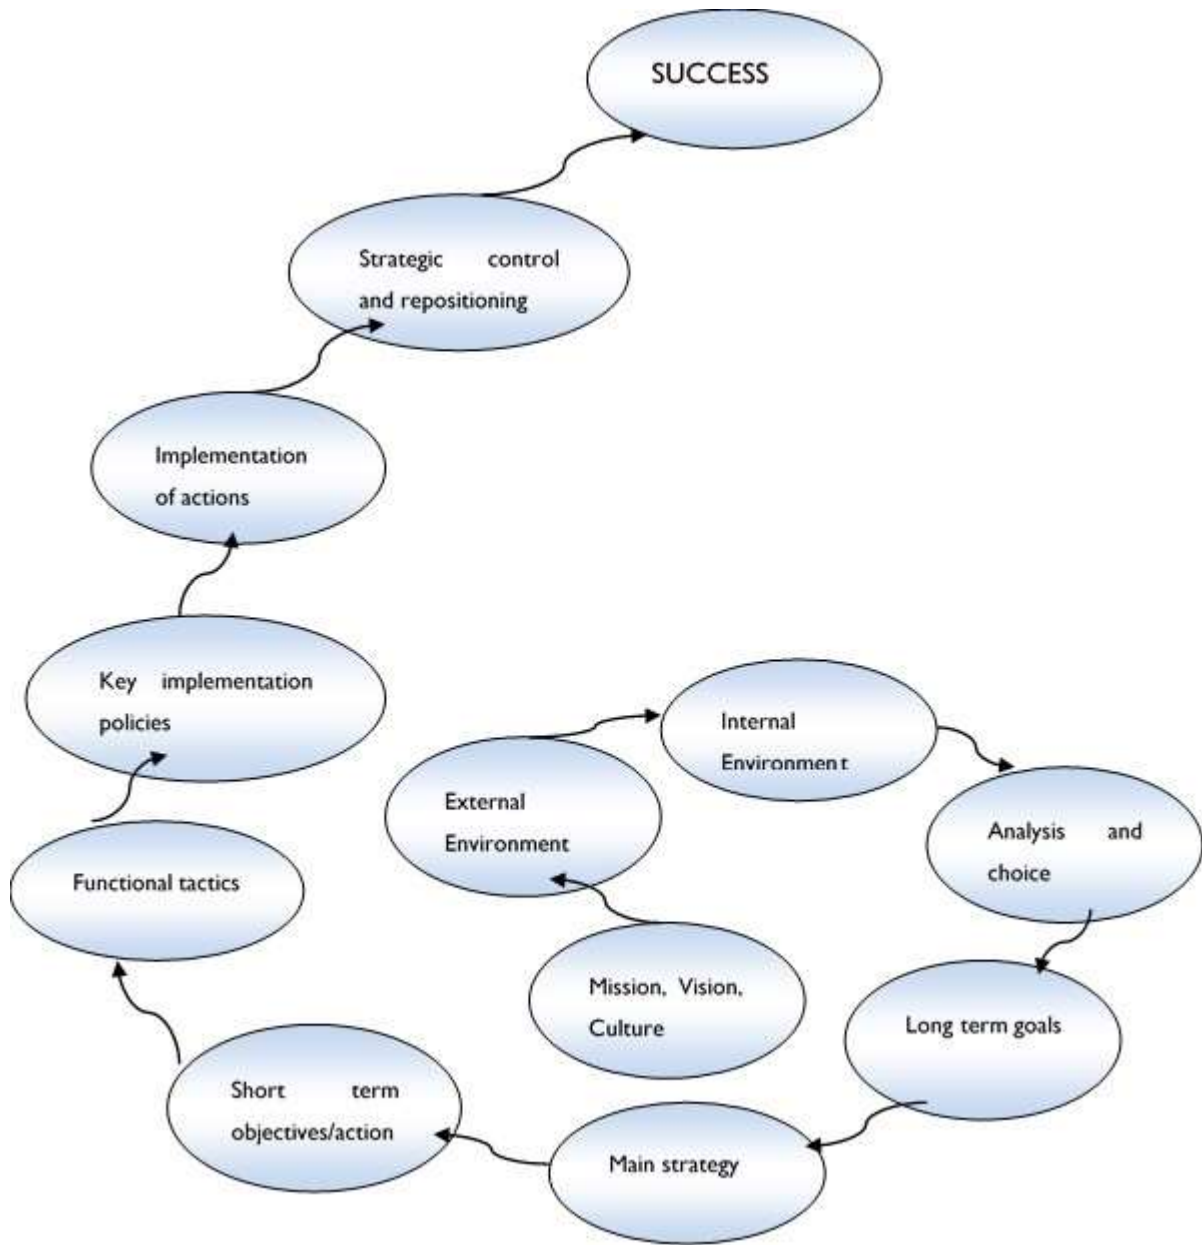 SUCCESS
Strategic control
and repositioning
Implementation
of actions
Key implementation
policies
Internal
Environment
External
Environment
Analysis and
choice
Functional tactics
Mission, Vision,
Culture
Long term goals
Short term
objectives/action
Main strategy